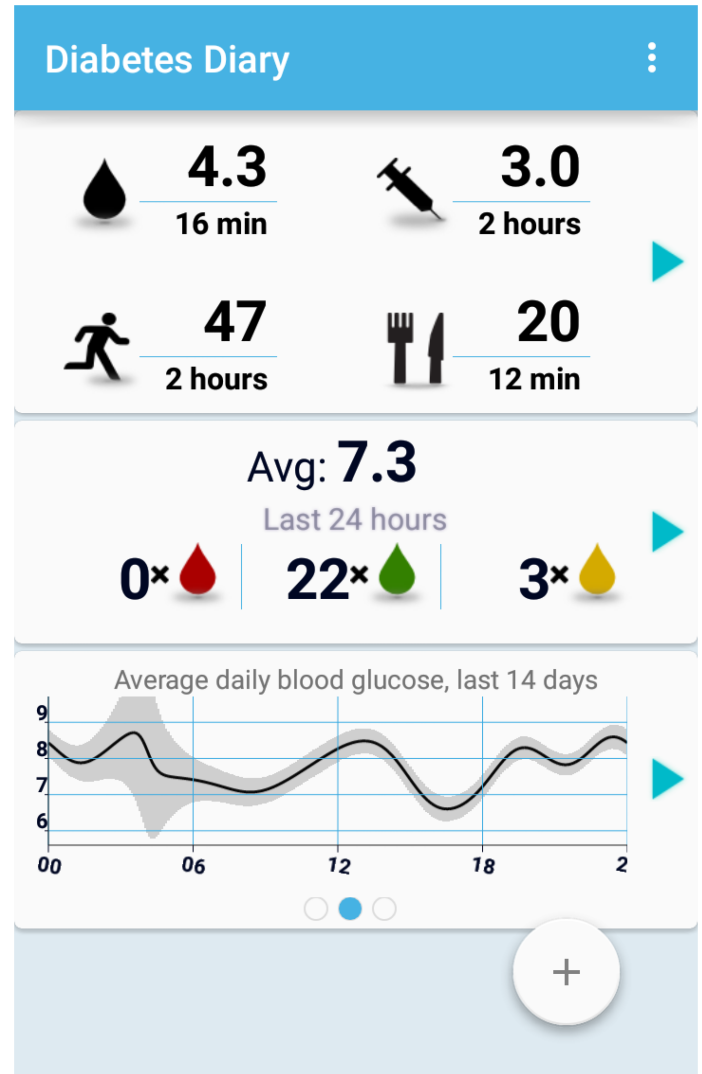 Diabetes Diary
4.3
16 min
3.0
2 hours
47
2 hours
20
12 min
Avg: 7.3
Last 24 hours
0× 22× 3×
Average daily blood glucose, last 14 days
9
8
7
6
00 06 12 18 2
+